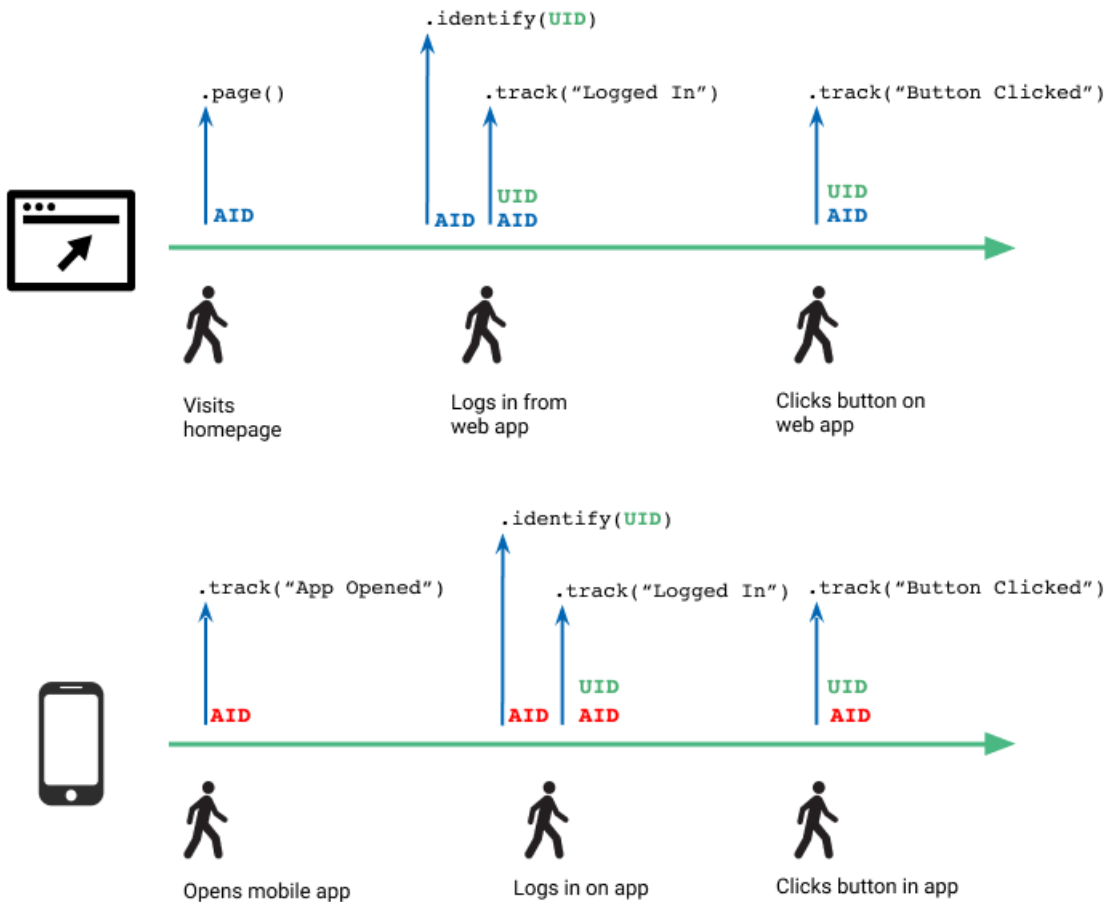 .identify(UID)
.page()
.track(“Logged In”)
.track(“Button Clicked”)
AID
AID
UID
AID
UID
AID
Visits
homepage
Logs in from
web app
Clicks button on
web app
.identify(UID)
.track(“App Opened”)
.track(“Logged In”)
.track(“Button Clicked”)
AID
AID
UID
AID
UID
AID
Opens mobile app
Logs in on app
Clicks button in app